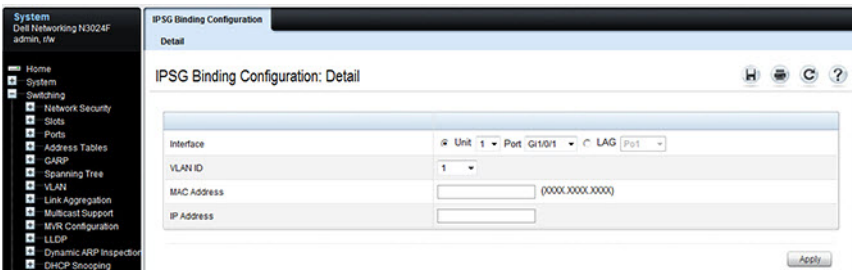 System
Dell Networking N3024F
admin, r/w
Home
System
Switching
Network Security
Slots
Ports
Address Tables
GARP
Spanning Tree
VLAN
Link Aggregation
Multicast Support
MVR Configuration
LLDP
Dynamic ARP Inspection
DHCP Snooping
IPSG Binding Configuration
Detail
IPSG Binding Configuration: Detail
Interface Unit 1 Port Gi1/0/1 LAG Po1
VLAN ID 1
MAC Address (XXXX.XXXX.XXXX)
IP Address
Apply